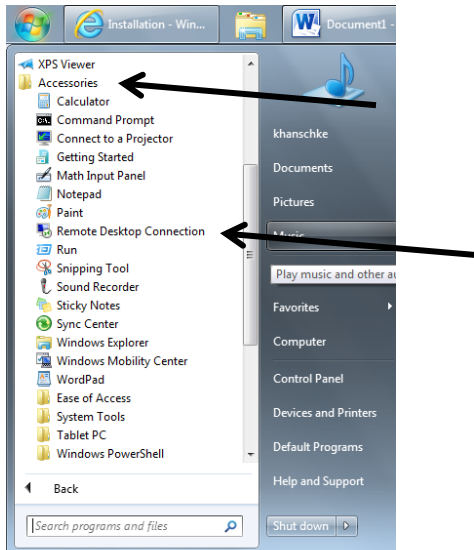 Installation - Win...
Document1 -
XPS Viewer
Accessories
Calculator
Command Prompt
Connect to a Projector
Getting Started
Math Input Panel
Notepad
Paint
Remote Desktop Connection
Run
Snipping Tool
Sound Recorder
Sticky Notes
Sync Center
Windows Explorer
Windows Mobility Center
WordPad
Ease of Access
System Tools
Tablet PC
Windows PowerShell
Back
Search programs and files
khanschke
Documents
Pictures
Music
Play music and other au
Favorites
Computer
Control Panel
Devices and Printers
Default Programs
Help and Support
Shut down